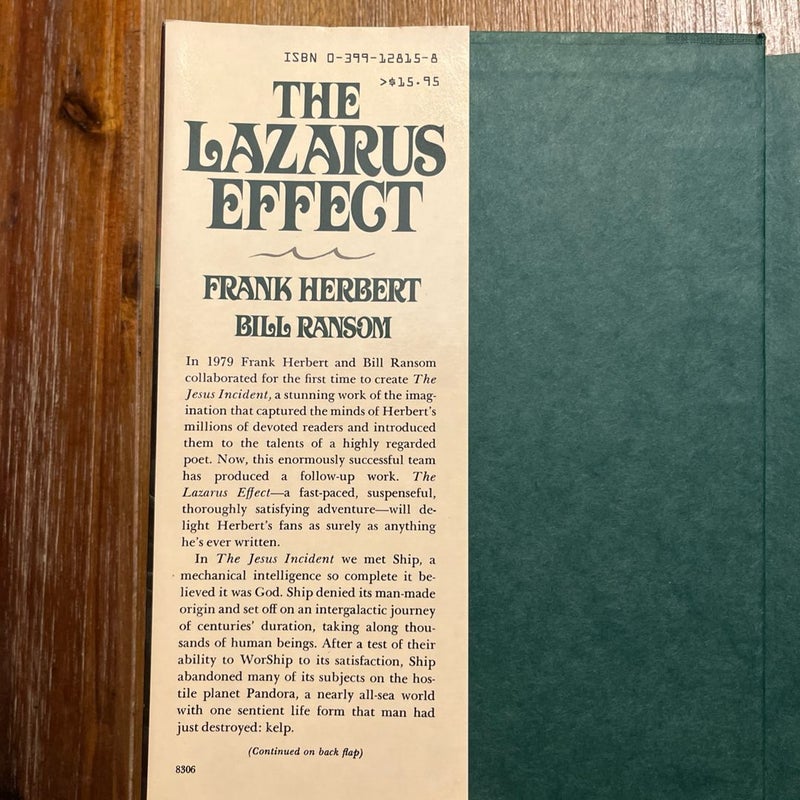 ISBN 0-399-12815-8
>$15.95
THE
LAZARUS
EFFECT
FRANK HERBERT
BILL RANSOM
In 1979 Frank Herbert and Bill Ransom
collaborated for the first time to create The
Jesus Incident, a stunning work of the imag-
ination that captured the minds of Herbert's
millions of devoted readers and introduced
them to the talents of a highly regarded
poet. Now, this enormously successful team
has produced a follow-up work. The
Lazarus Effect—a fast-paced, suspenseful,
thoroughly satisfying adventure—will de-
light Herbert's fans as surely as anything
he's ever written.
In The Jesus Incident we met Ship, a
mechanical intelligence so complete it be-
lieved it was God. Ship denied its man-made
origin and set off on an intergalactic journey
of centuries' duration, taking along thou-
sands of human beings. After a test of their
ability to WorShip to its satisfaction, Ship
abandoned many of its subjects on the hos-
tile planet Pandora, a nearly all-sea world
with one sentient life form that man had
just destroyed: kelp.
(Continued on back flap)
8306